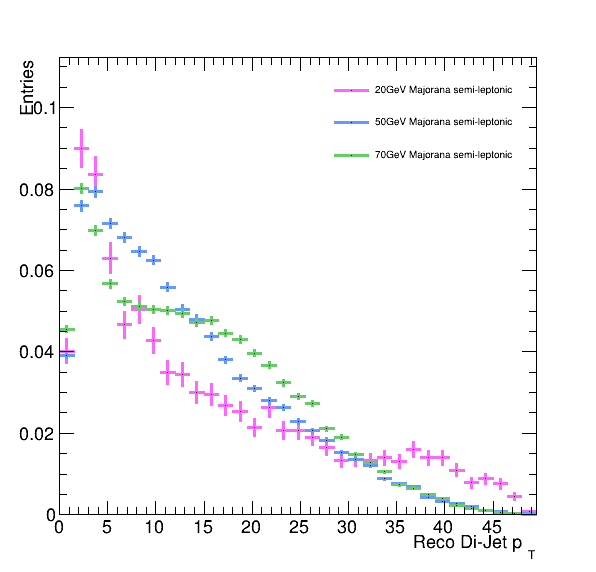 Entries
0.1
0.08
0.06
0.04
0.02
0
20GeV Majorana semi-leptonic
50GeV Majorana semi-leptonic
70GeV Majorana semi-leptonic
0 5 10 15 20 25 30 35 40 45
Reco Di-Jet p T